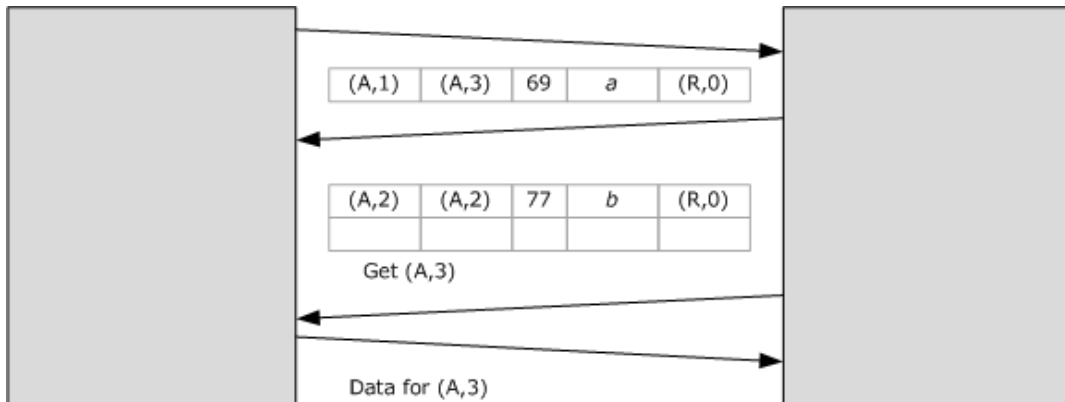 (A,1) (A,3) 69 a (R,0)
(A,2) (A,2) 77 b (R,0)
Get (A,3)
Data for (A,3)